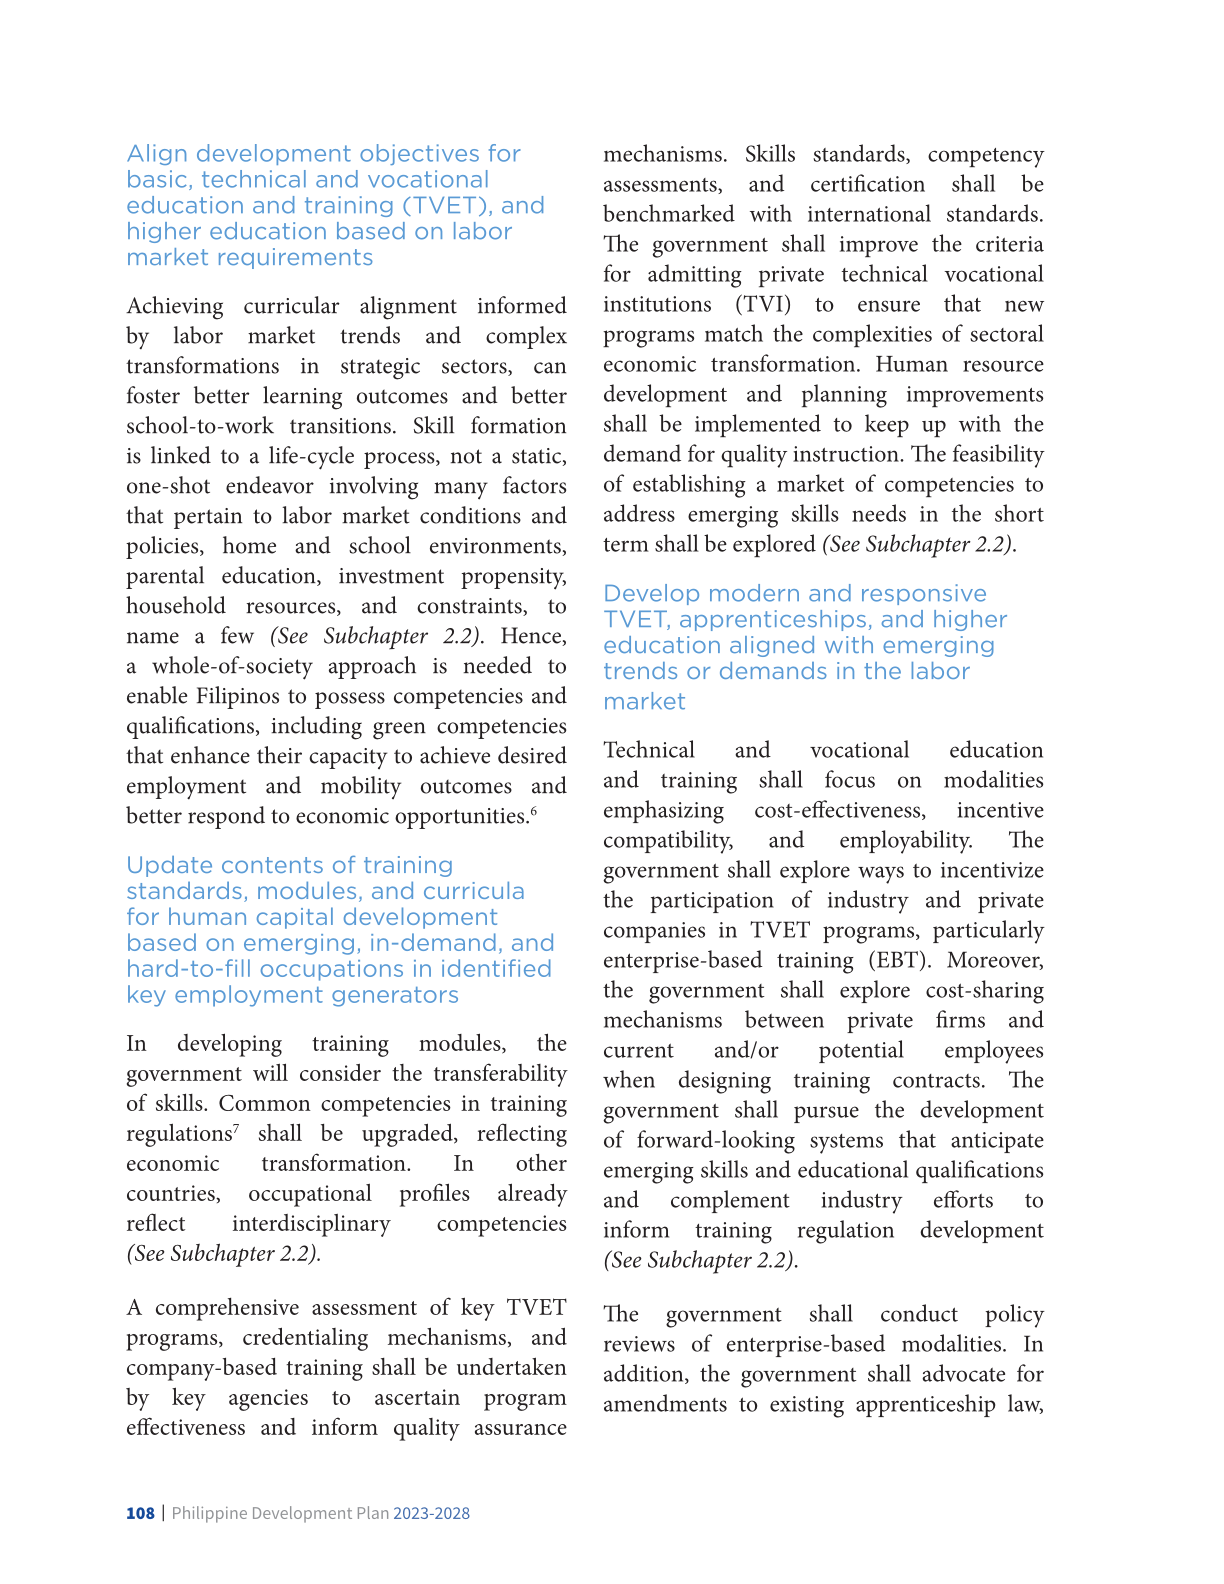 Align development objectives for
basic, technical and vocational
education and training (TVET), and
higher education based on labor
market requirements
Achieving curricular alignment informed
by labor market trends and complex
transformations in strategic sectors, can
foster better learning outcomes and better
school-to-work transitions. Skill formation
is linked to a life-cycle process, not a static,
one-shot endeavor involving many factors
that pertain to labor market conditions and
policies, home and school environments,
parental education, investment propensity,
household resources, and constraints, to
name a few (See Subchapter 2.2). Hence,
a whole-of-society approach is needed to
enable Filipinos to possess competencies and
qualifications, including green competencies
that enhance their capacity to achieve desired
employment and mobility outcomes and
better respond to economic opportunities.⁶
Update contents of training
standards, modules, and curricula
for human capital development
based on emerging, in-demand, and
hard-to-fill occupations in identified
key employment generators
In developing training modules, the
government will consider the transferability
of skills. Common competencies in training
regulations⁷ shall be upgraded, reflecting
economic transformation. In other
countries, occupational profiles already
reflect interdisciplinary competencies
(See Subchapter 2.2).
A comprehensive assessment of key TVET
programs, credentialing mechanisms, and
company-based training shall be undertaken
by key agencies to ascertain program
effectiveness and inform quality assurance
mechanisms. Skills standards, competency
assessments, and certification shall be
benchmarked with international standards.
The government shall improve the criteria
for admitting private technical vocational
institutions (TVI) to ensure that new
programs match the complexities of sectoral
economic transformation. Human resource
development and planning improvements
shall be implemented to keep up with the
demand for quality instruction. The feasibility
of establishing a market of competencies to
address emerging skills needs in the short
term shall be explored (See Subchapter 2.2).
Develop modern and responsive
TVET, apprenticeships, and higher
education aligned with emerging
trends or demands in the labor
market
Technical and vocational education
and training shall focus on modalities
emphasizing cost-effectiveness, incentive
compatibility, and employability. The
government shall explore ways to incentivize
the participation of industry and private
companies in TVET programs, particularly
enterprise-based training (EBT). Moreover,
the government shall explore cost-sharing
mechanisms between private firms and
current and/or potential employees
when designing training contracts. The
government shall pursue the development
of forward-looking systems that anticipate
emerging skills and educational qualifications
and complement industry efforts to
inform training regulation development
(See Subchapter 2.2).
The government shall conduct policy
reviews of enterprise-based modalities. In
addition, the government shall advocate for
amendments to existing apprenticeship law,
108 | Philippine Development Plan 2023-2028